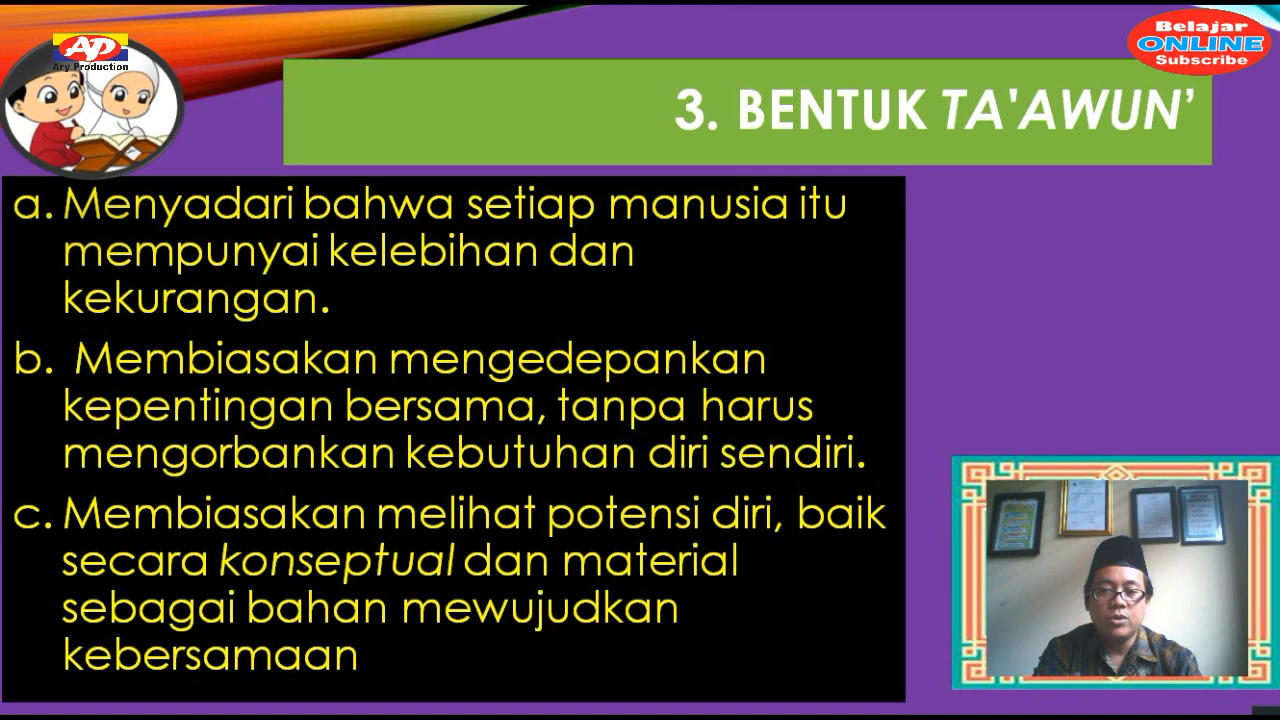 AP
Ary Production
Belajar
ONLINE
Subscribe
3. BENTUK TA'AWUN’
a. Menyadari bahwa setiap manusia itu
mempunyai kelebihan dan
kekurangan.
b. Membiasakan mengedepankan
kepentingan bersama, tanpa harus
mengorbankan kebutuhan diri sendiri.
c. Membiasakan melihat potensi diri, baik
secara konseptual dan material
sebagai bahan mewujudkan
kebersamaan